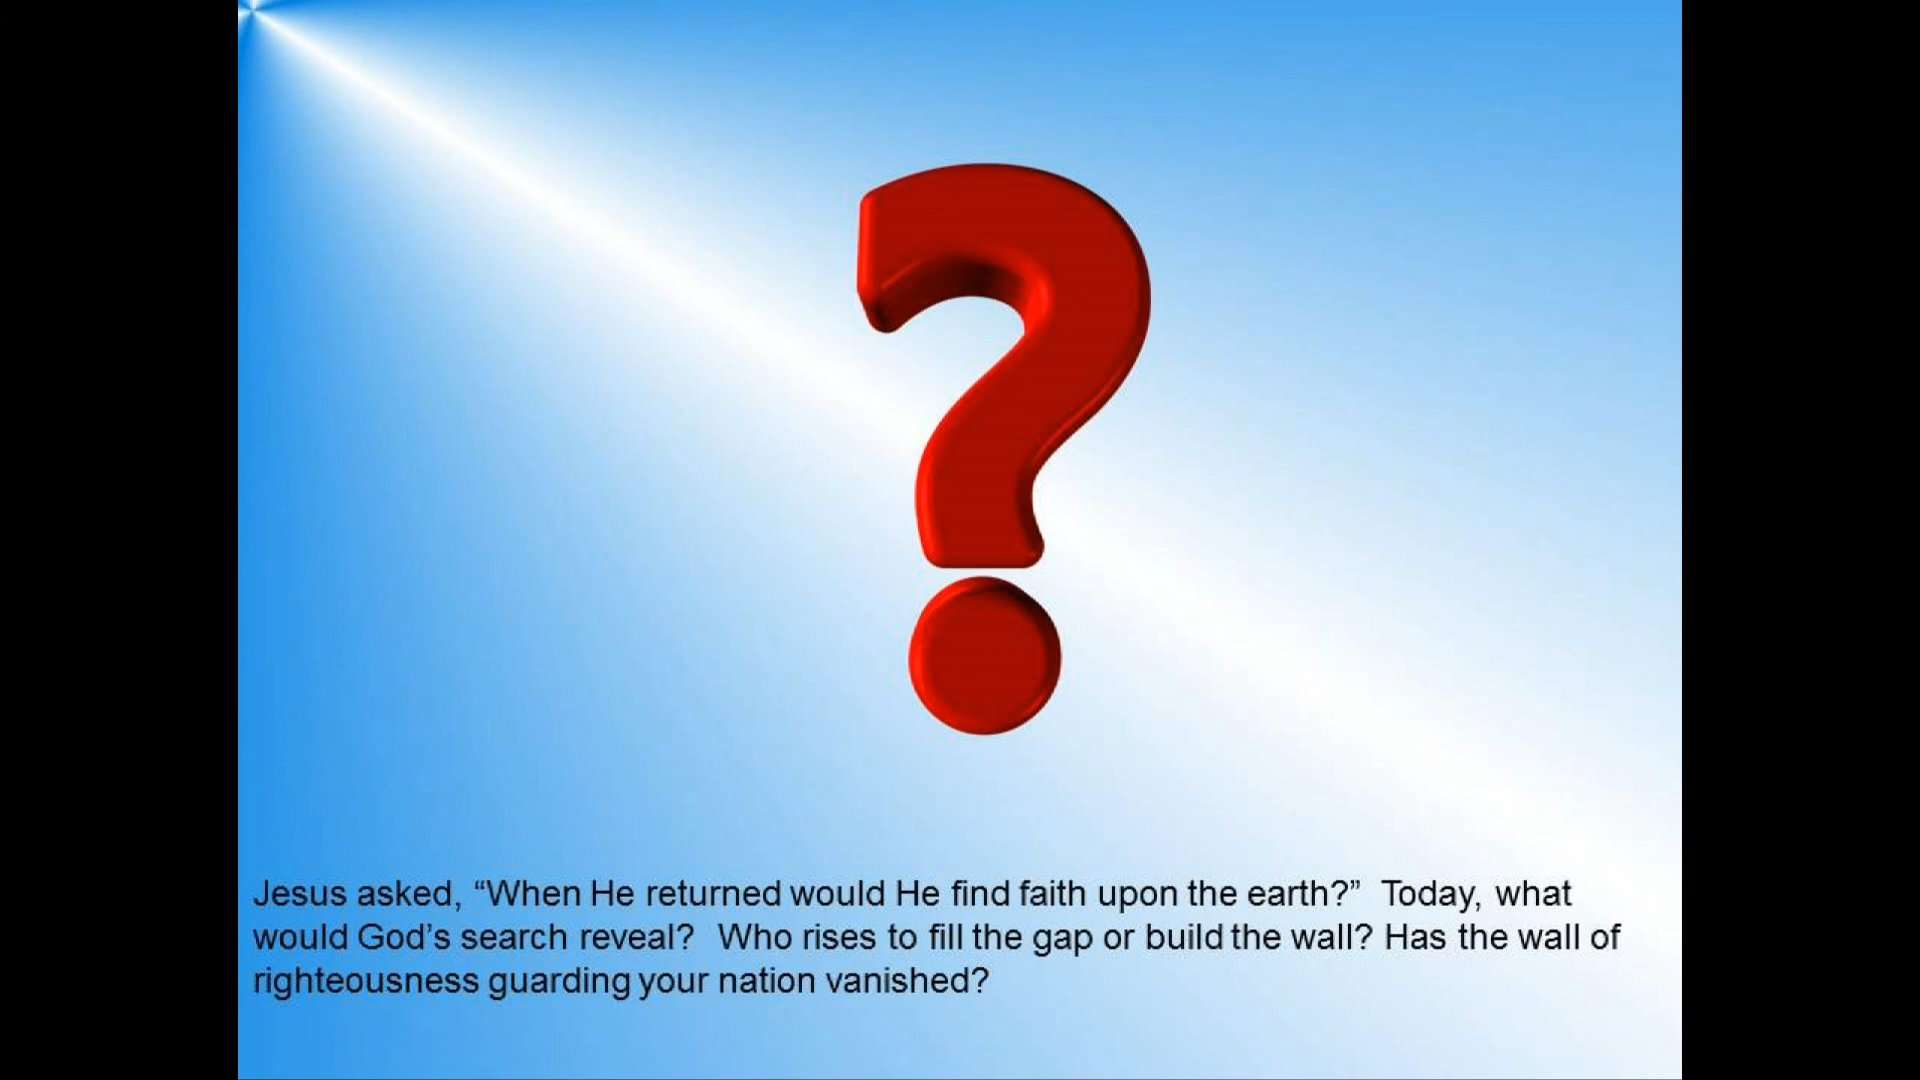 ?
Jesus asked, “When He returned would He find faith upon the earth?”  Today, what
would God’s search reveal?  Who rises to fill the gap or build the wall? Has the wall of
righteousness guarding your nation vanished?